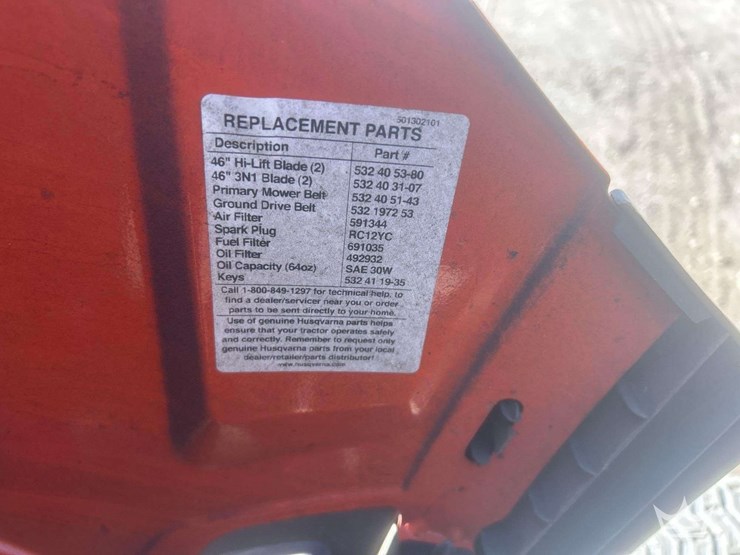 501302101
REPLACEMENT PARTS
Description Part #
46" Hi-Lift Blade (2) 532 40 53-80
46" 3N1 Blade (2) 532 40 31-07
Primary Mower Belt 532 40 51-43
Ground Drive Belt 532 1972 53
Air Filter 591344
Spark Plug RC12YC
Fuel Filter 691035
Oil Filter 492932
Oil Capacity (64oz) SAE 30W
Keys 532 41 19-35
Call 1-800-849-1297 for technical help, to
find a dealer/servicer near you or order
parts to be sent directly to your home.
Use of genuine Husqvarna parts helps
ensure that your tractor operates safely
and correctly. Remember to request only
genuine Husqvarna parts from your local
dealer/retailer/parts distributor!
www.husqvarna.com